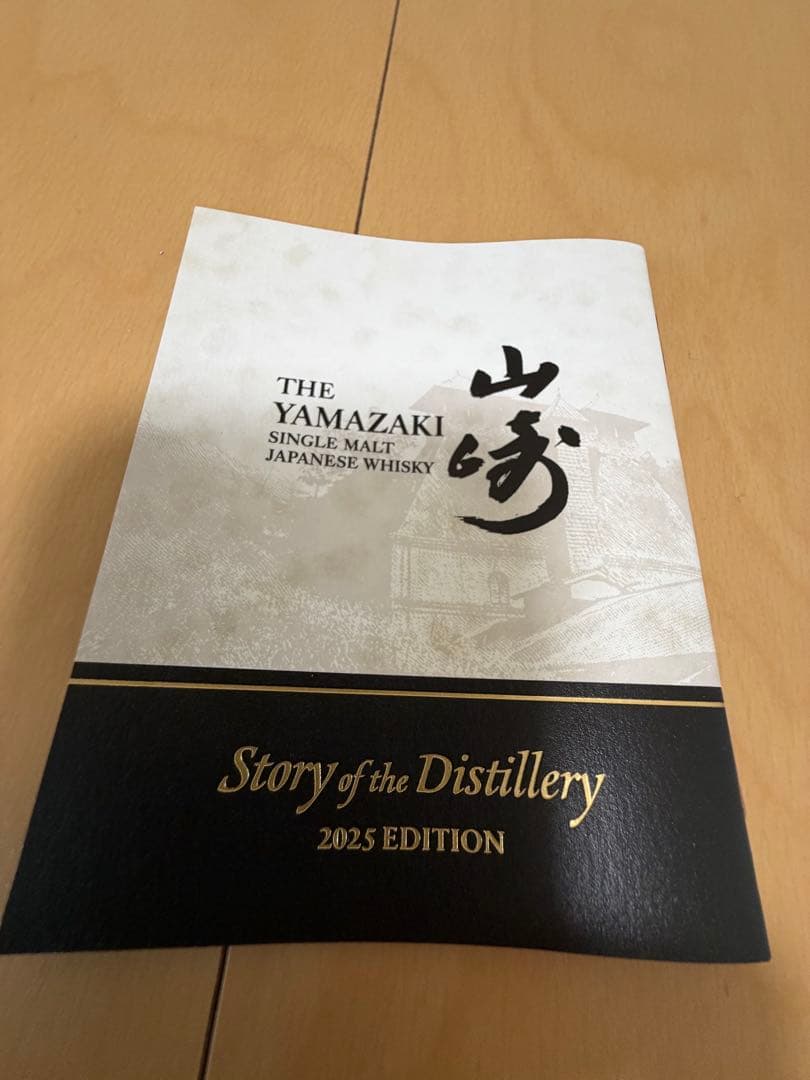 THE
YAMAZAKI
SINGLE MALT
JAPANESE WHISKY
山崎
Story of the Distillery
2025 EDITION